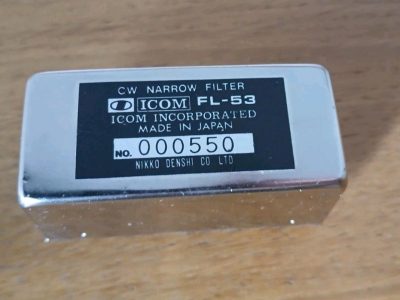 CW NARROW FILTER
ICOM FL-53
ICOM INCORPORATED
MADE IN JAPAN
NO. 000550
NIKKO DENSHI CO LTD